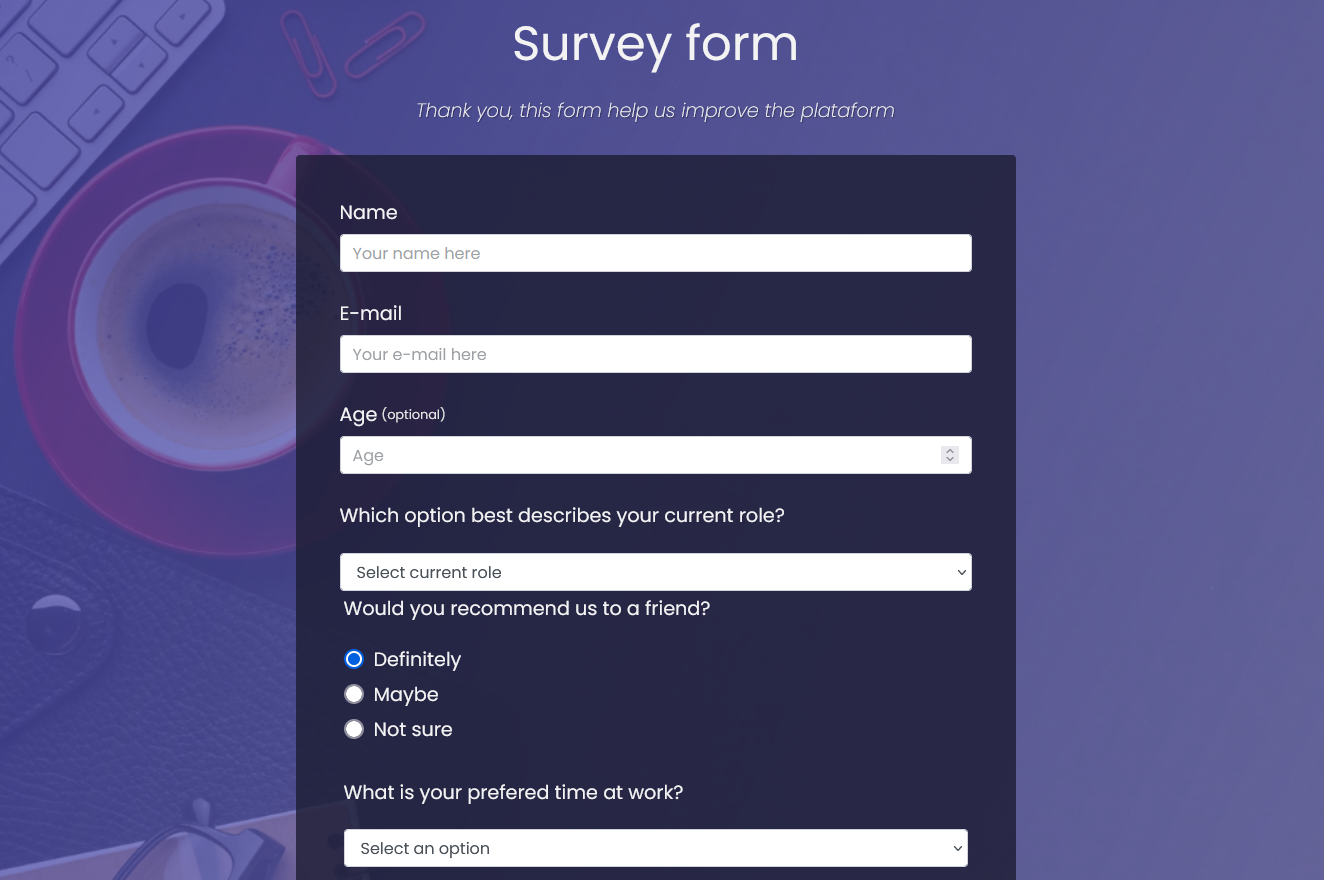 Survey form
Thank you, this form help us improve the plataform
Name
Your name here
E-mail
Your e-mail here
Age (optional)
Age
Which option best describes your current role?
Select current role
Would you recommend us to a friend?
Definitely
Maybe
Not sure
What is your prefered time at work?
Select an option